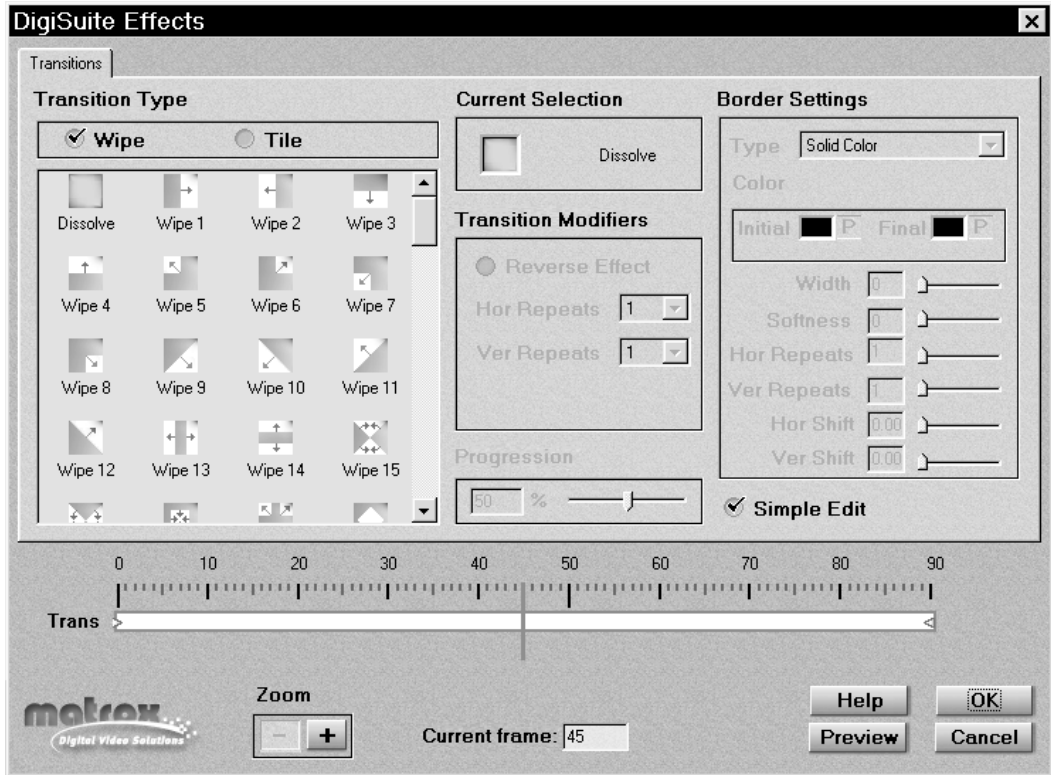 DigiSuite Effects
Transitions
Transition Type
Wipe Tile
Dissolve Wipe 1 Wipe 2 Wipe 3
Wipe 4 Wipe 5 Wipe 6 Wipe 7
Wipe 8 Wipe 9 Wipe 10 Wipe 11
Wipe 12 Wipe 13 Wipe 14 Wipe 15
Current Selection
Dissolve
Transition Modifiers
Reverse Effect
Hor Repeats 1
Ver Repeats 1
Progression
50 %
Border Settings
Type Solid Color
Color
Initial P Final P
Width 0
Softness 0
Hor Repeats 1
Ver Repeats 1
Hor Shift 0.00
Ver Shift 0.00
Simple Edit
0 10 20 30 40 50 60 70 80 90
Trans
matrox
Digital Video Solutions
Zoom
- +
Current frame: 45
Help OK
Preview Cancel